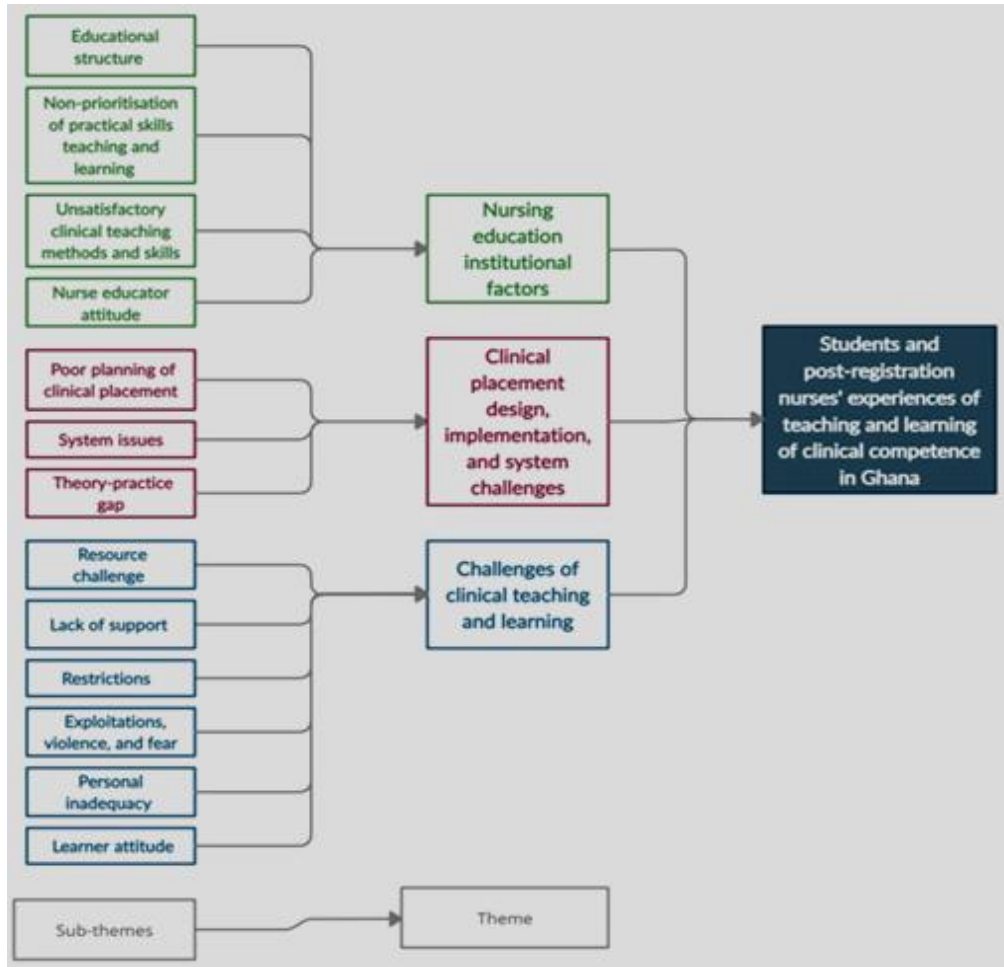 Educational
structure
Non-prioritisation
of practical skills
teaching and
learning
Unsatisfactory
clinical teaching
methods and skills
Nurse educator
attitude
Nursing
education
institutional
factors
Poor planning of
clinical placement
System issues
Theory-practice
gap
Clinical
placement
design,
implementation,
and system
challenges
Resource
challenge
Lack of support
Restrictions
Exploitations,
violence, and fear
Personal
inadequacy
Learner attitude
Challenges of
clinical teaching
and learning
Students and
post-registration
nurses' experiences of
teaching and learning
of clinical competence
in Ghana
Sub-themes
Theme